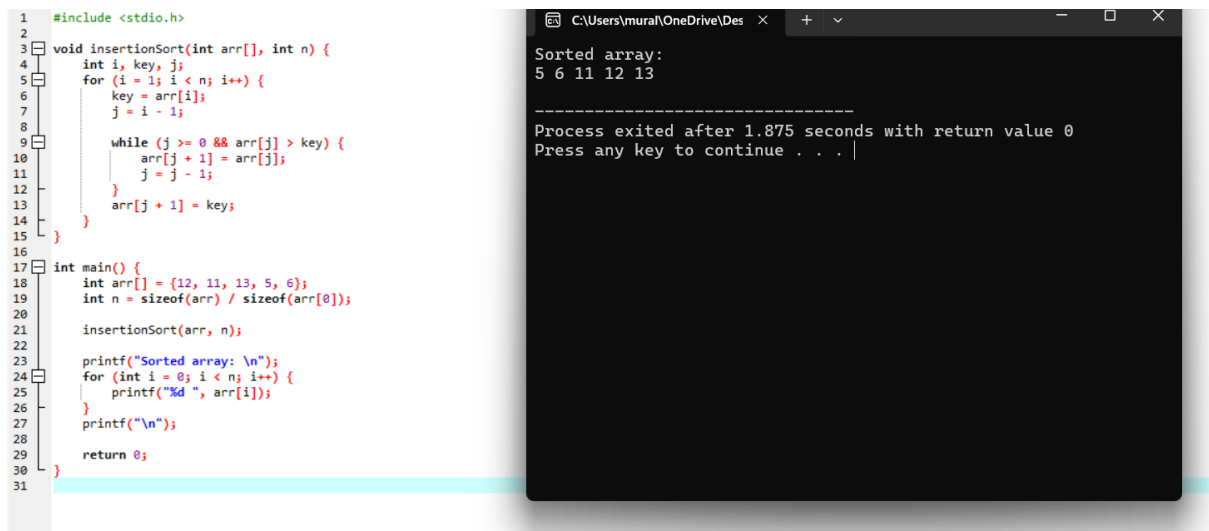 1 #include <stdio.h>
2
3 void insertionSort(int arr[], int n) {
4     int i, key, j;
5     for (i = 1; i < n; i++) {
6         key = arr[i];
7         j = i - 1;
8
9         while (j >= 0 && arr[j] > key) {
10             arr[j + 1] = arr[j];
11             j = j - 1;
12         }
13         arr[j + 1] = key;
14     }
15 }
16
17 int main() {
18     int arr[] = {12, 11, 13, 5, 6};
19     int n = sizeof(arr) / sizeof(arr[0]);
20
21     insertionSort(arr, n);
22
23     printf("Sorted array: \n");
24     for (int i = 0; i < n; i++) {
25         printf("%d ", arr[i]);
26     }
27     printf("\n");
28
29     return 0;
30 }
31
C:\Users\mural\OneDrive\Des
Sorted array:
5 6 11 12 13
--------------------------------
Process exited after 1.875 seconds with return value 0
Press any key to continue . . .